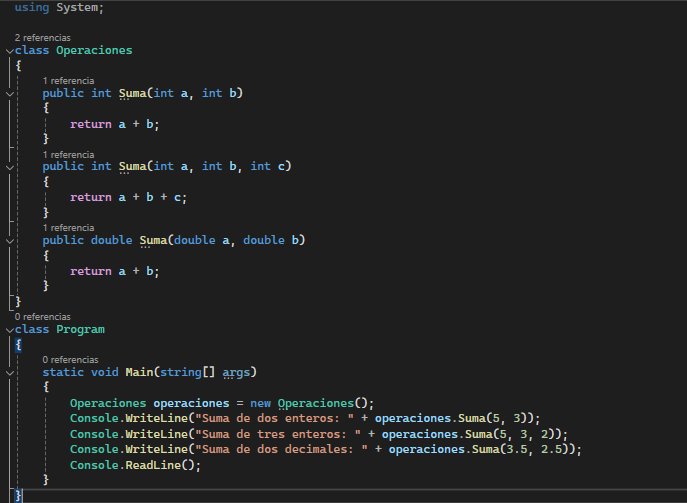 using System;
2 referencias
class Operaciones
{
1 referencia
public int Suma(int a, int b)
{
return a + b;
}
1 referencia
public int Suma(int a, int b, int c)
{
return a + b + c;
}
1 referencia
public double Suma(double a, double b)
{
return a + b;
}
}
0 referencias
class Program
{
0 referencias
static void Main(string[] args)
{
Operaciones operaciones = new Operaciones();
Console.WriteLine("Suma de dos enteros: " + operaciones.Suma(5, 3));
Console.WriteLine("Suma de tres enteros: " + operaciones.Suma(5, 3, 2));
Console.WriteLine("Suma de dos decimales: " + operaciones.Suma(3.5, 2.5));
Console.ReadLine();
}
}